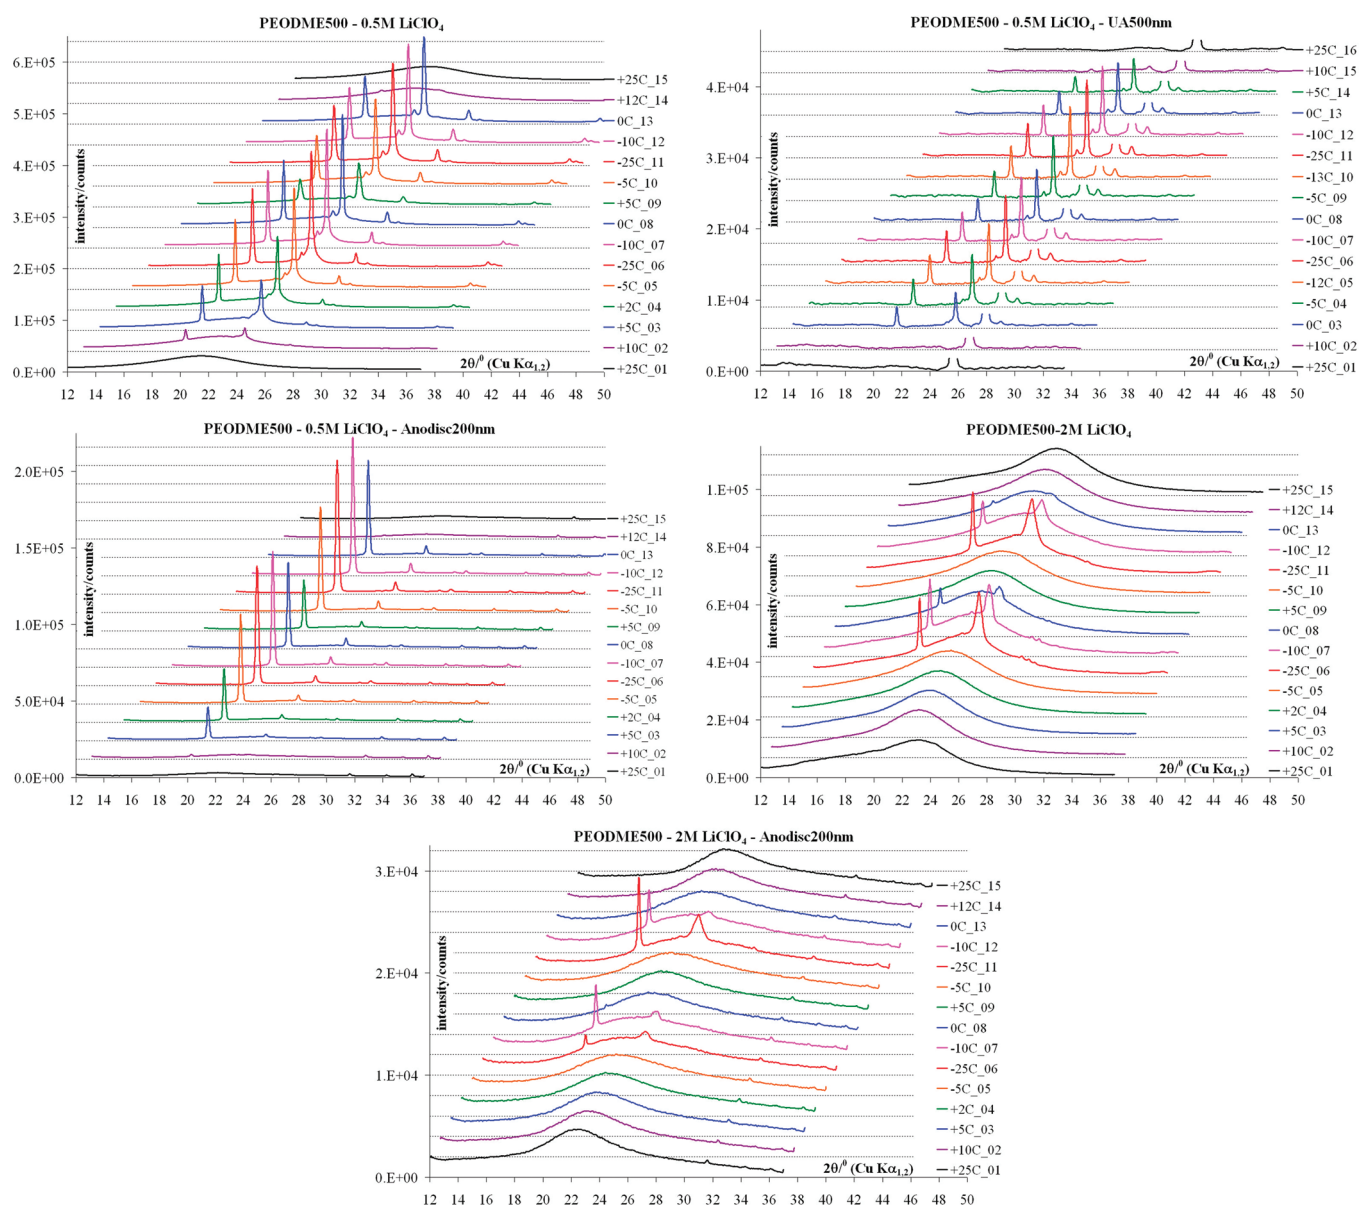 PEODME500 - 0.5M LiClO4
6.E+05
5.E+05
4.E+05
3.E+05
2.E+05
1.E+05
0.E+00
intensity/counts
+25C_15
+12C_14
0C_13
-10C_12
-25C_11
-5C_10
+5C_09
0C_08
-10C_07
-25C_06
-5C_05
+2C_04
+5C_03
+10C_02
+25C_01
2θ/0 (Cu Kα1,2)
12 14 16 18 20 22 24 26 28 30 32 34 36 38 40 42 44 46 48 50
PEODME500 - 0.5M LiClO4 - UA500nm
4.E+04
3.E+04
2.E+04
1.E+04
0.E+00
intensity/counts
+25C_16
+10C_15
+5C_14
0C_13
-10C_12
-25C_11
-13C_10
-5C_09
0C_08
-10C_07
-25C_06
-12C_05
-5C_04
0C_03
+10C_02
+25C_01
2θ/0 (Cu Kα1,2)
12 14 16 18 20 22 24 26 28 30 32 34 36 38 40 42 44 46 48 50
PEODME500 - 0.5M LiClO4 - Anodisc200nm
2.0E+05
1.5E+05
1.0E+05
5.0E+04
0.0E+00
intensity/counts
+25C_15
+12C_14
0C_13
-10C_12
-25C_11
-5C_10
+5C_09
0C_08
-10C_07
-25C_06
-5C_05
+2C_04
+5C_03
+10C_02
+25C_01
2θ/0 (Cu Kα1,2)
12 14 16 18 20 22 24 26 28 30 32 34 36 38 40 42 44 46 48 50
PEODME500-2M LiClO4
1.E+05
8.E+04
6.E+04
4.E+04
2.E+04
0.E+00
intensity/counts
+25C_15
+12C_14
0C_13
-10C_12
-25C_11
-5C_10
+5C_09
0C_08
-10C_07
-25C_06
-5C_05
+2C_04
+5C_03
+10C_02
+25C_01
2θ/0 (Cu Kα1,2)
12 14 16 18 20 22 24 26 28 30 32 34 36 38 40 42 44 46 48 50
PEODME500 - 2M LiClO4 - Anodisc200nm
3.E+04
2.E+04
1.E+04
0.E+00
intensity/counts
+25C_15
+12C_14
0C_13
-10C_12
-25C_11
-5C_10
+5C_09
0C_08
-10C_07
-25C_06
-5C_05
+2C_04
+5C_03
+10C_02
+25C_01
2θ/0 (Cu Kα1,2)
12 14 16 18 20 22 24 26 28 30 32 34 36 38 40 42 44 46 48 50